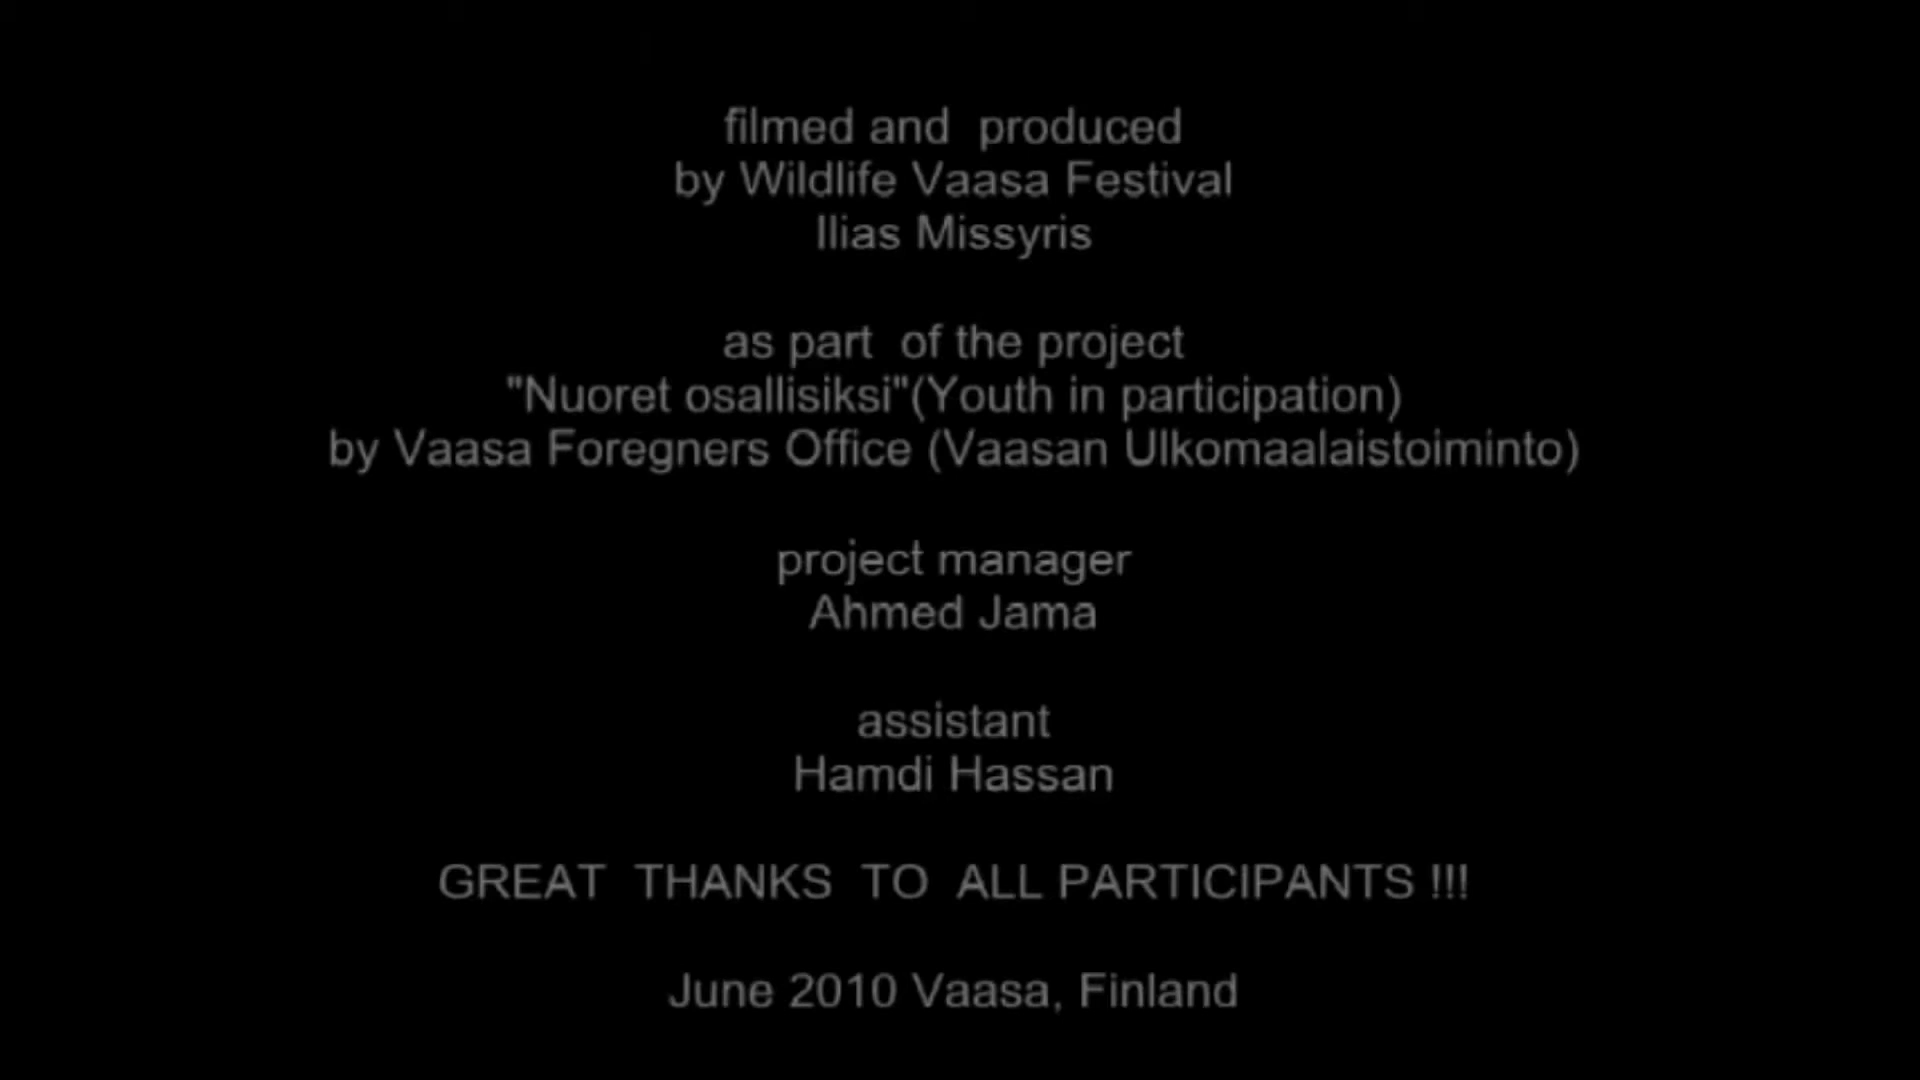 filmed and  produced
by Wildlife Vaasa Festival
Ilias Missyris
as part  of the project
"Nuoret osallisiksi"(Youth in participation)
by Vaasa Foregners Office (Vaasan Ulkomaalaistoiminto)
project manager
Ahmed Jama
assistant
Hamdi Hassan
GREAT  THANKS  TO  ALL PARTICIPANTS !!!
June 2010 Vaasa, Finland